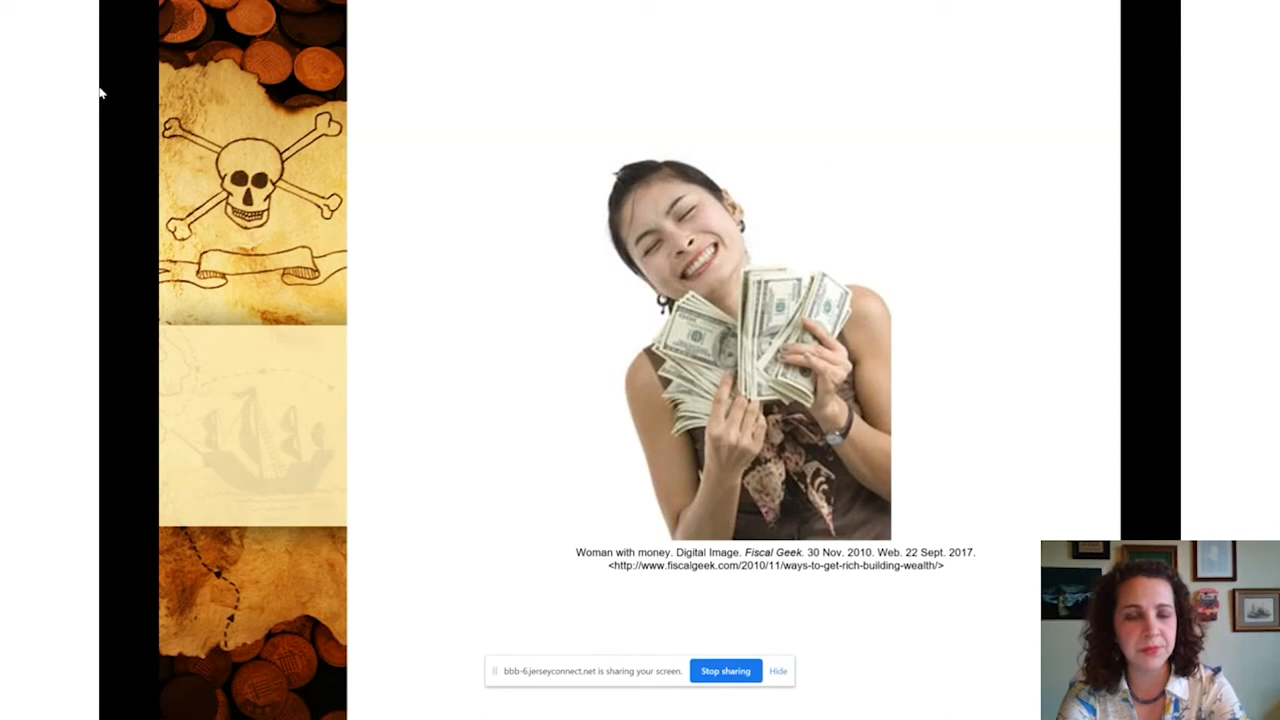 Woman with money. Digital Image. Fiscal Geek. 30 Nov. 2010. Web. 22 Sept. 2017.
<http://www.fiscalgeek.com/2010/11/ways-to-get-rich-building-wealth/>
bbb-6.jerseyconnect.net is sharing your screen. Stop sharing Hide